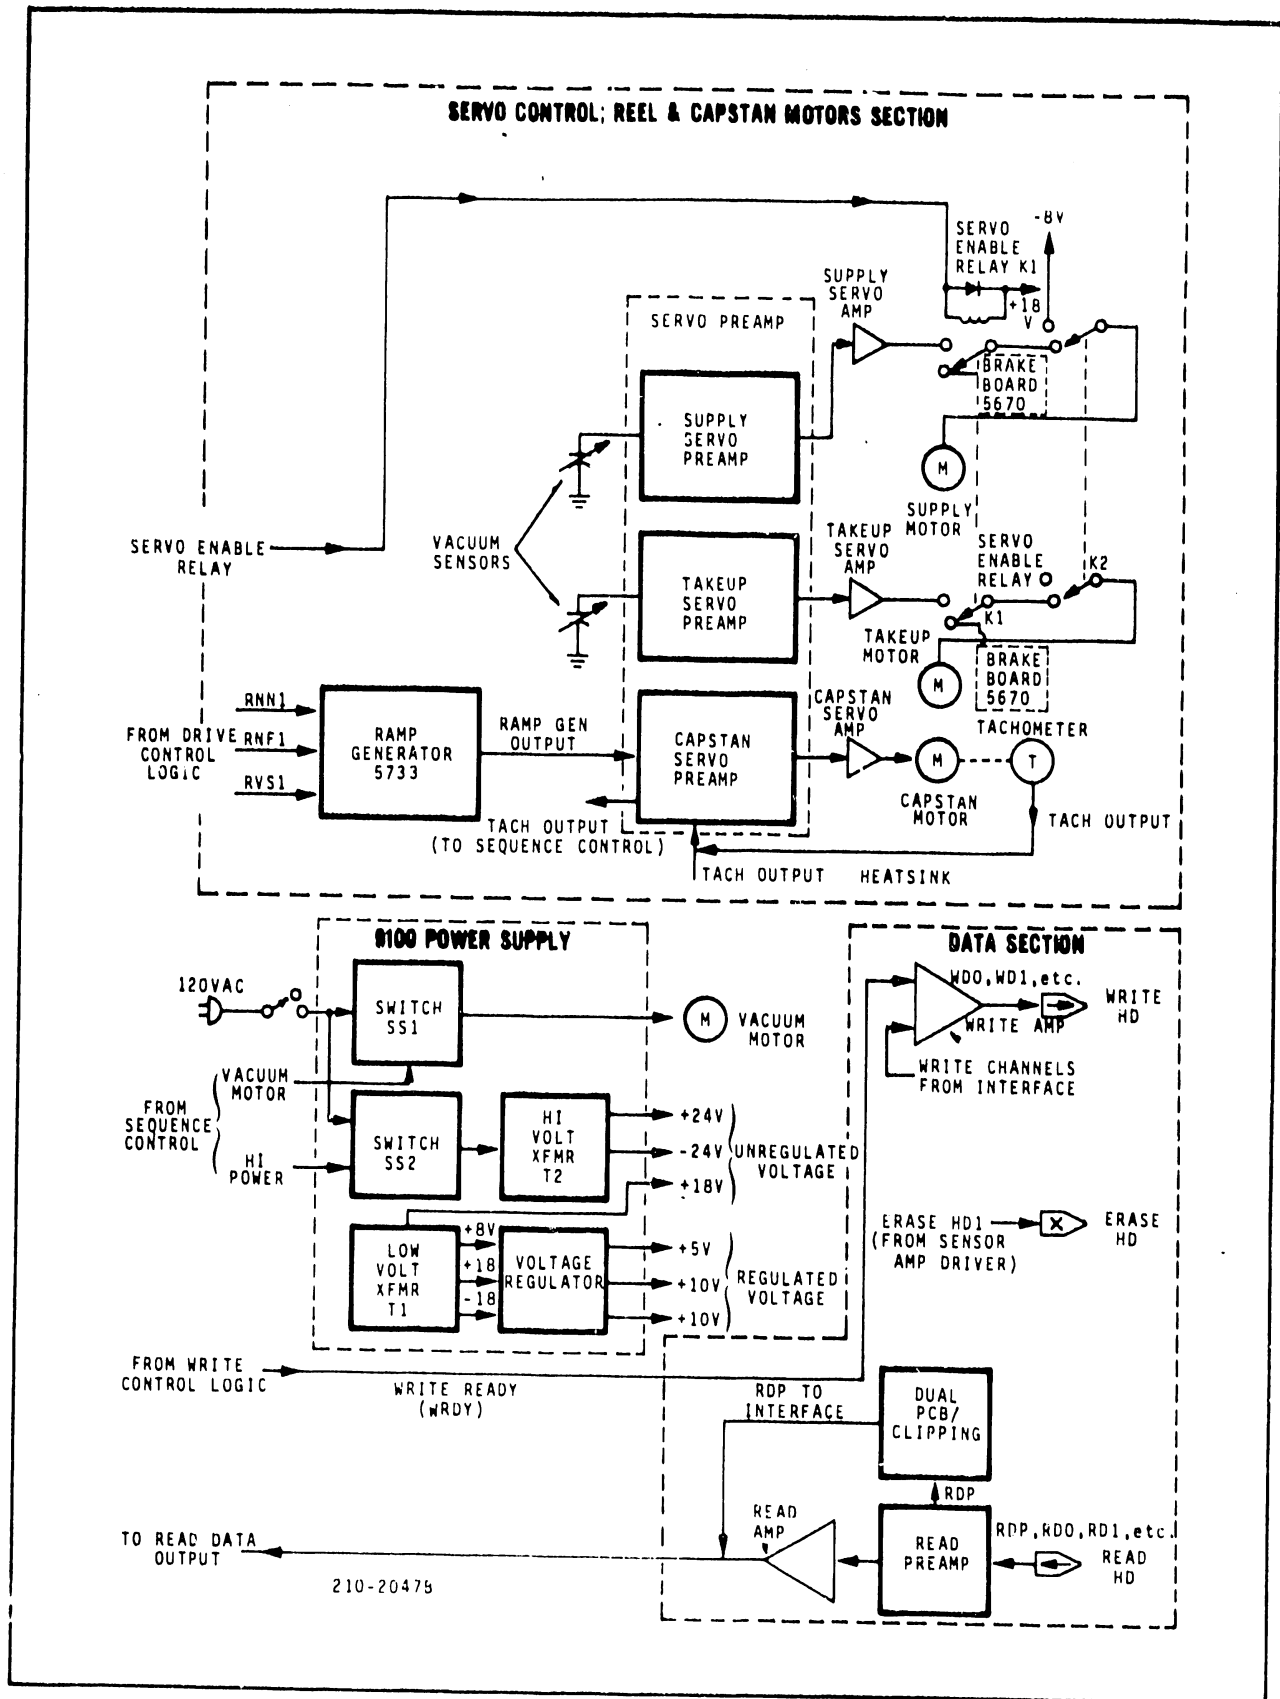 SERVO CONTROL; REEL & CAPSTAN MOTORS SECTION
-8V
SERVO
ENABLE
RELAY K1
+18
V
SUPPLY
SERVO
AMP
SERVO PREAMP
BRAKE
BOARD
5670
SUPPLY
SERVO
PREAMP
M
SUPPLY
MOTOR
SERVO ENABLE
RELAY
VACUUM
SENSORS
TAKEUP
SERVO
AMP
SERVO
ENABLE
RELAY
K2
K1
TAKEUP
SERVO
PREAMP
TAKEUP
MOTOR
M
BRAKE
BOARD
5670
RNN1
FROM DRIVE
CONTROL
LOGIC
RNF1
RVS1
RAMP
GENERATOR
5733
RAMP GEN
OUTPUT
CAPSTAN
SERVO
PREAMP
CAPSTAN
SERVO
AMP
M
CAPSTAN
MOTOR
TACHOMETER
T
TACH OUTPUT
(TO SEQUENCE CONTROL)
TACH OUTPUT
TACH OUTPUT HEATSINK
9100 POWER SUPPLY
120VAC
SWITCH
SS1
M
VACUUM
MOTOR
VACUUM
MOTOR
FROM
SEQUENCE
CONTROL
HI
POWER
SWITCH
SS2
HI
VOLT
XFMR
T2
+24V
-24V
+18V
UNREGULATED
VOLTAGE
LOW
VOLT
XFMR
T1
+8V
+18
-18
VOLTAGE
REGULATOR
+5V
+10V
+10V
REGULATED
VOLTAGE
DATA SECTION
WD0,WD1,etc.
WRITE
HD
WRITE AMP
WRITE CHANNELS
FROM INTERFACE
ERASE HD1
(FROM SENSOR
AMP DRIVER)
X
ERASE
HD
FROM WRITE
CONTROL LOGIC
WRITE READY
(WRDY)
RDP TO
INTERFACE
DUAL
PCB/
CLIPPING
RDP
READ
AMP
READ
PREAMP
RDP,RD0,RD1,etc.
READ
HD
TO READ DATA
OUTPUT
210-2047B